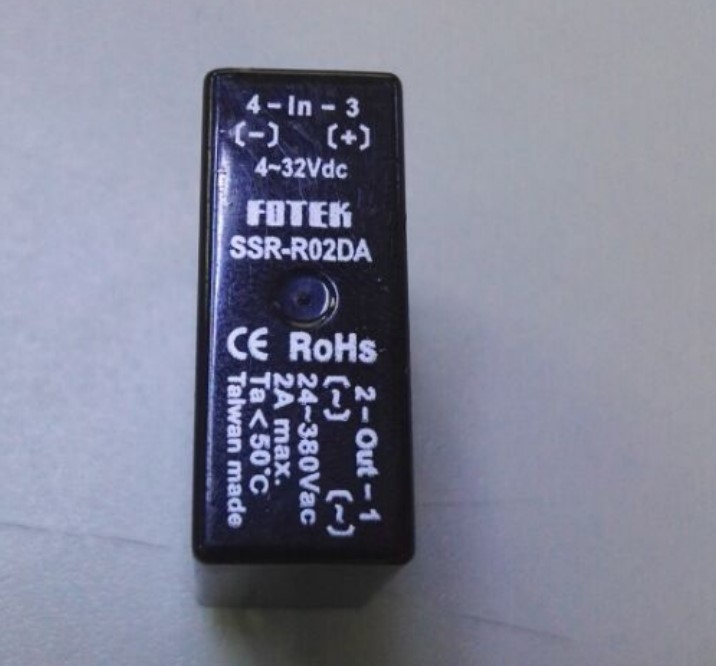 4 - In - 3
(-) (+)
4~32Vdc
FOTEK
SSR-R02DA
CE RoHs
2 - Out - 1
(~) (~)
24~380Vac
2A max.
Ta < 50°C
Taiwan made